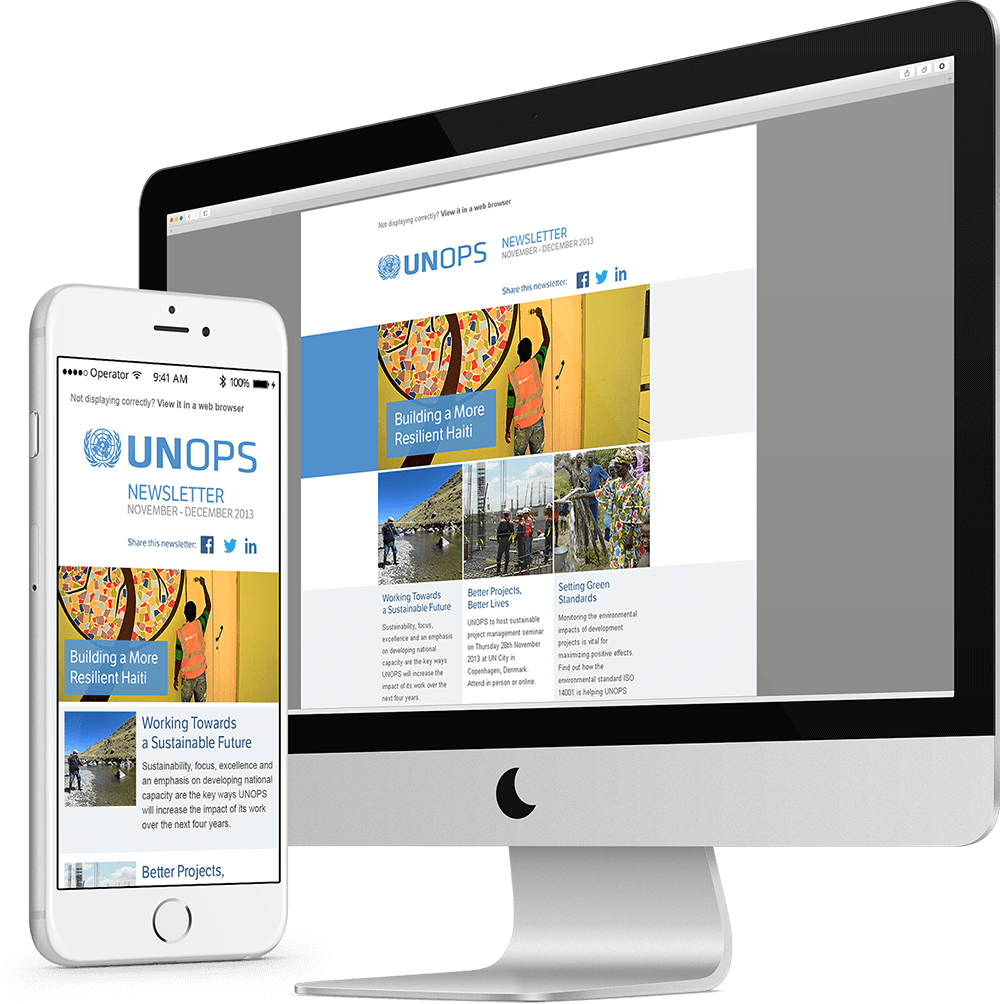 Not displaying correctly? View it in a web browser
UNOPS
NEWSLETTER
NOVEMBER - DECEMBER 2013
Share this newsletter:
Building a More
Resilient Haiti
Working Towards
a Sustainable Future
Sustainability, focus,
excellence and an emphasis
on developing national
capacity are the key ways
UNOPS will increase the
impact of its work over the
next four years.
Better Projects,
Better Lives
UNOPS to host sustainable
project management seminar
on Thursday 28th November
2013 at UN City in
Copenhagen, Denmark.
Attend in person or online.
Setting Green
Standards
Monitoring the environmental
impacts of development
projects is vital for
maximizing positive effects.
Find out how the
environmental standard ISO
14001 is helping UNOPS
Operator 9:41 AM 100%
Not displaying correctly? View it in a web browser
UNOPS
NEWSLETTER
NOVEMBER - DECEMBER 2013
Share this newsletter:
Building a More
Resilient Haiti
Working Towards
a Sustainable Future
Sustainability, focus, excellence and
an emphasis on developing national
capacity are the key ways UNOPS
will increase the impact of its work
over the next four years.
Better Projects,